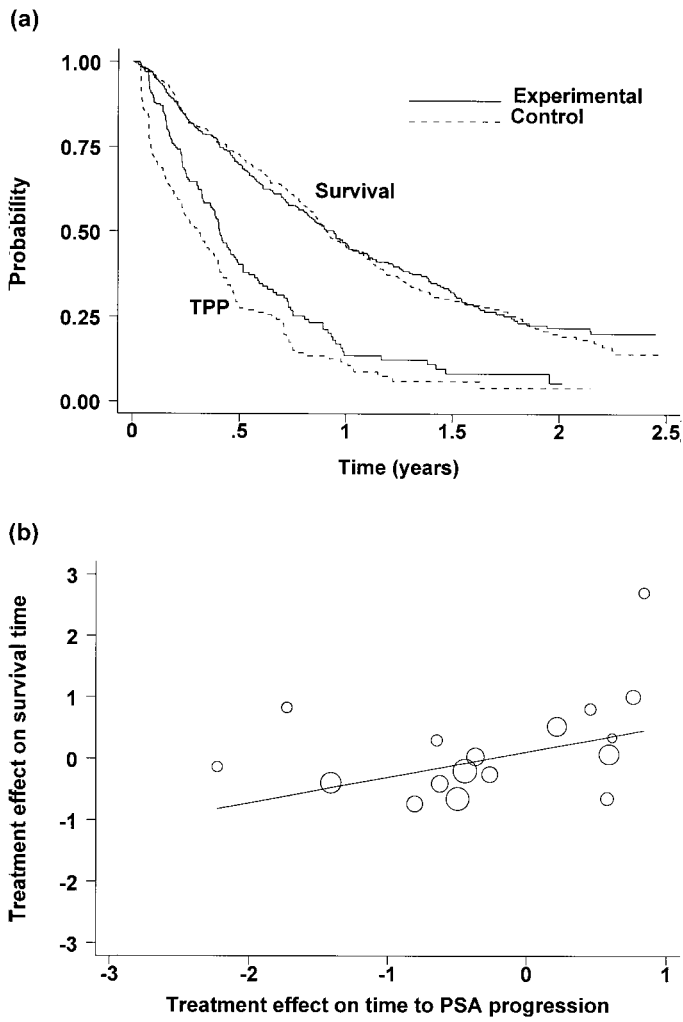 (a)
1.00
0.75
0.50
0.25
0.00
Probability
Experimental
Control
Survival
TPP
0 .5 1 1.5 2 2.5
Time (years)
(b)
3
2
1
0
-1
-2
-3
Treatment effect on survival time
-3 -2 -1 0 1
Treatment effect on time to PSA progression